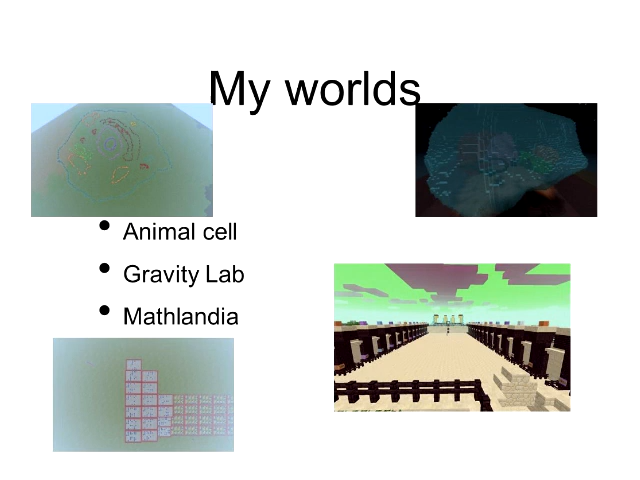 My worlds
• Animal cell
• Gravity Lab
• Mathlandia